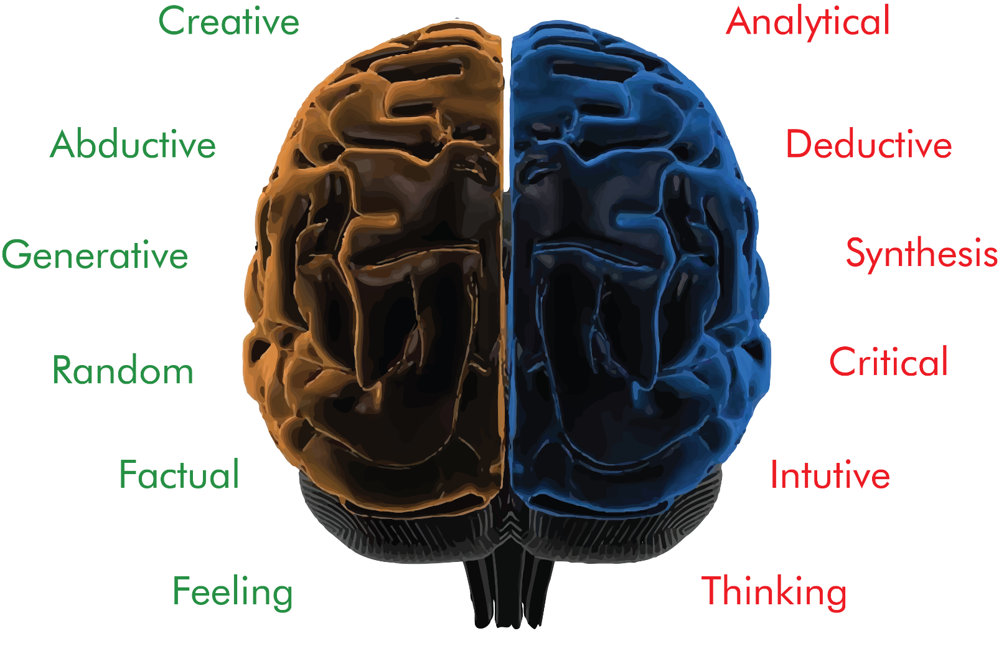 Creative
Analytical
Abductive
Deductive
Generative
Synthesis
Random
Critical
Factual
Intutive
Feeling
Thinking